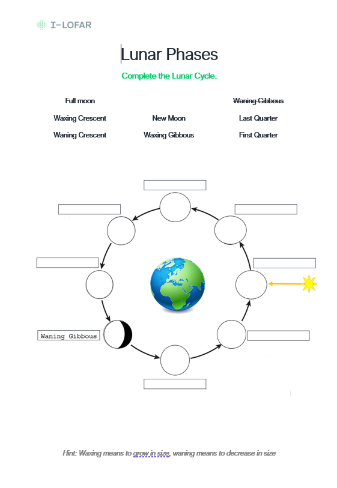 I-LOFAR
Lunar Phases
Complete the Lunar Cycle.
Full moon Waning Gibbous
Waxing Crescent New Moon Last Quarter
Waning Crescent Waxing Gibbous First Quarter
Waning Gibbous
Hint: Waxing means to grow in size, waning means to decrease in size